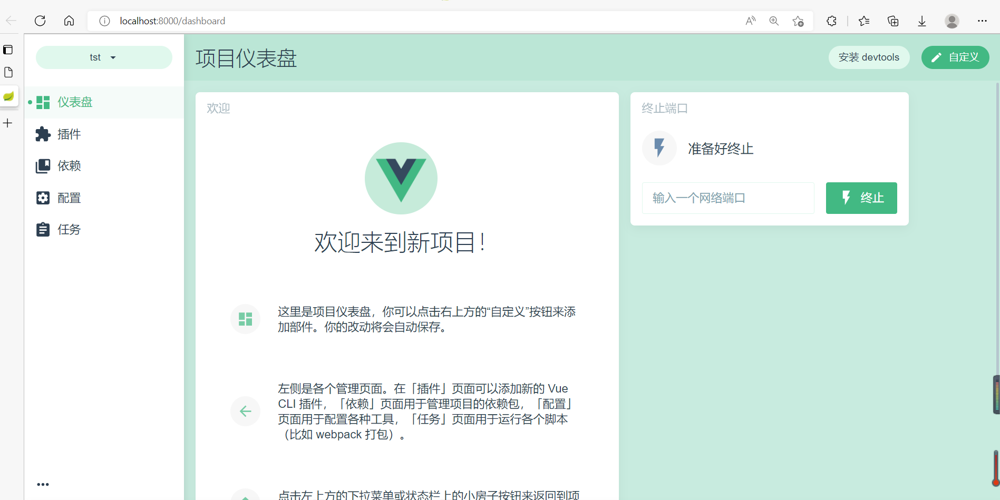 localhost:8000/dashboard
tst
项目仪表盘
安装 devtools
自定义
仪表盘
插件
依赖
配置
任务
欢迎
欢迎来到新项目！
这里是项目仪表盘，你可以点击右上方的“自定义”按钮来添
加部件。你的改动将会自动保存。
左侧是各个管理页面。在「插件」页面可以添加新的 Vue
CLI 插件，「依赖」页面用于管理项目的依赖包，「配置」
页面用于配置各种工具，「任务」页面用于运行各个脚本
（比如 webpack 打包）。
点击左上方的下拉菜单或状态栏上的小房子按钮来返回到项
终止端口
准备好终止
输入一个网络端口
终止